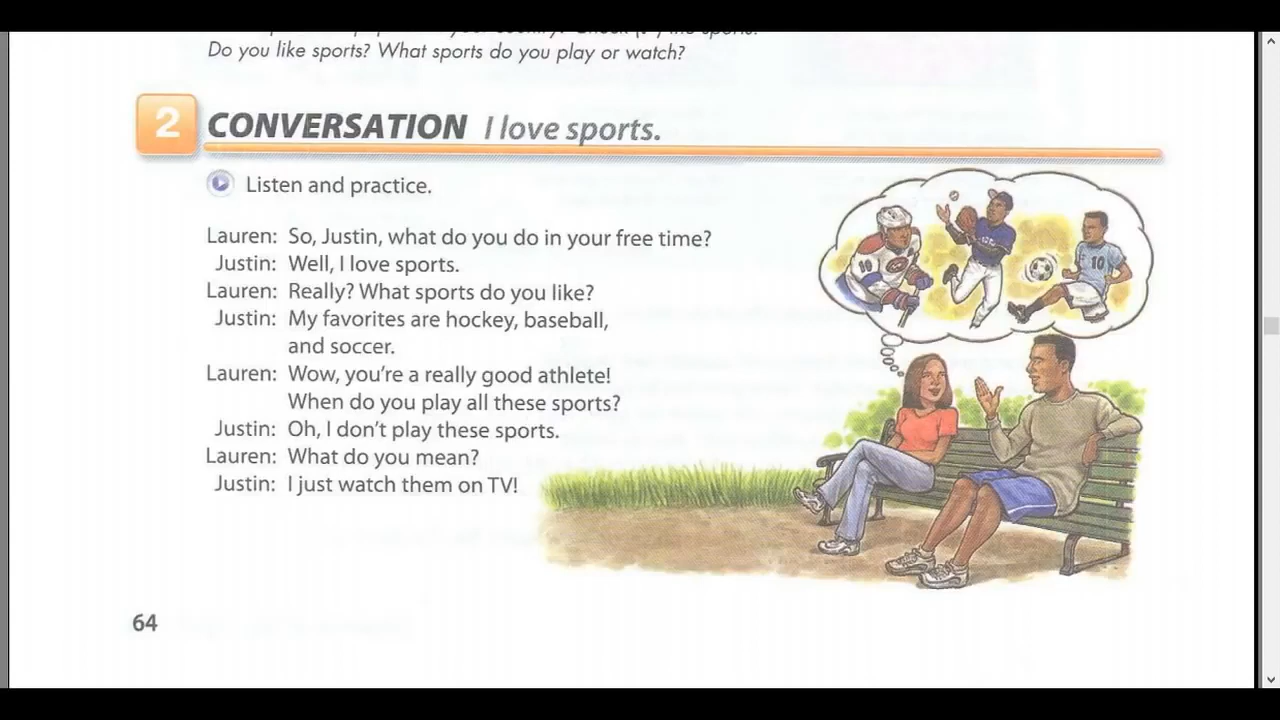 Do you like sports? What sports do you play or watch?
2 CONVERSATION I love sports.
Listen and practice.
Lauren: So, Justin, what do you do in your free time?
Justin: Well, I love sports.
Lauren: Really? What sports do you like?
Justin: My favorites are hockey, baseball,
and soccer.
Lauren: Wow, you're a really good athlete!
When do you play all these sports?
Justin: Oh, I don't play these sports.
Lauren: What do you mean?
Justin: I just watch them on TV!
10
10
64